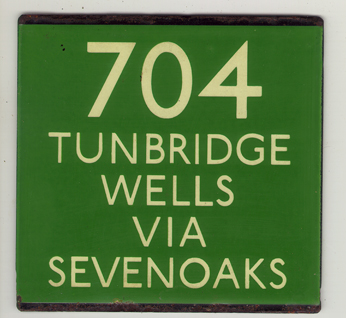 704
TUNBRIDGE
WELLS
VIA
SEVENOAKS